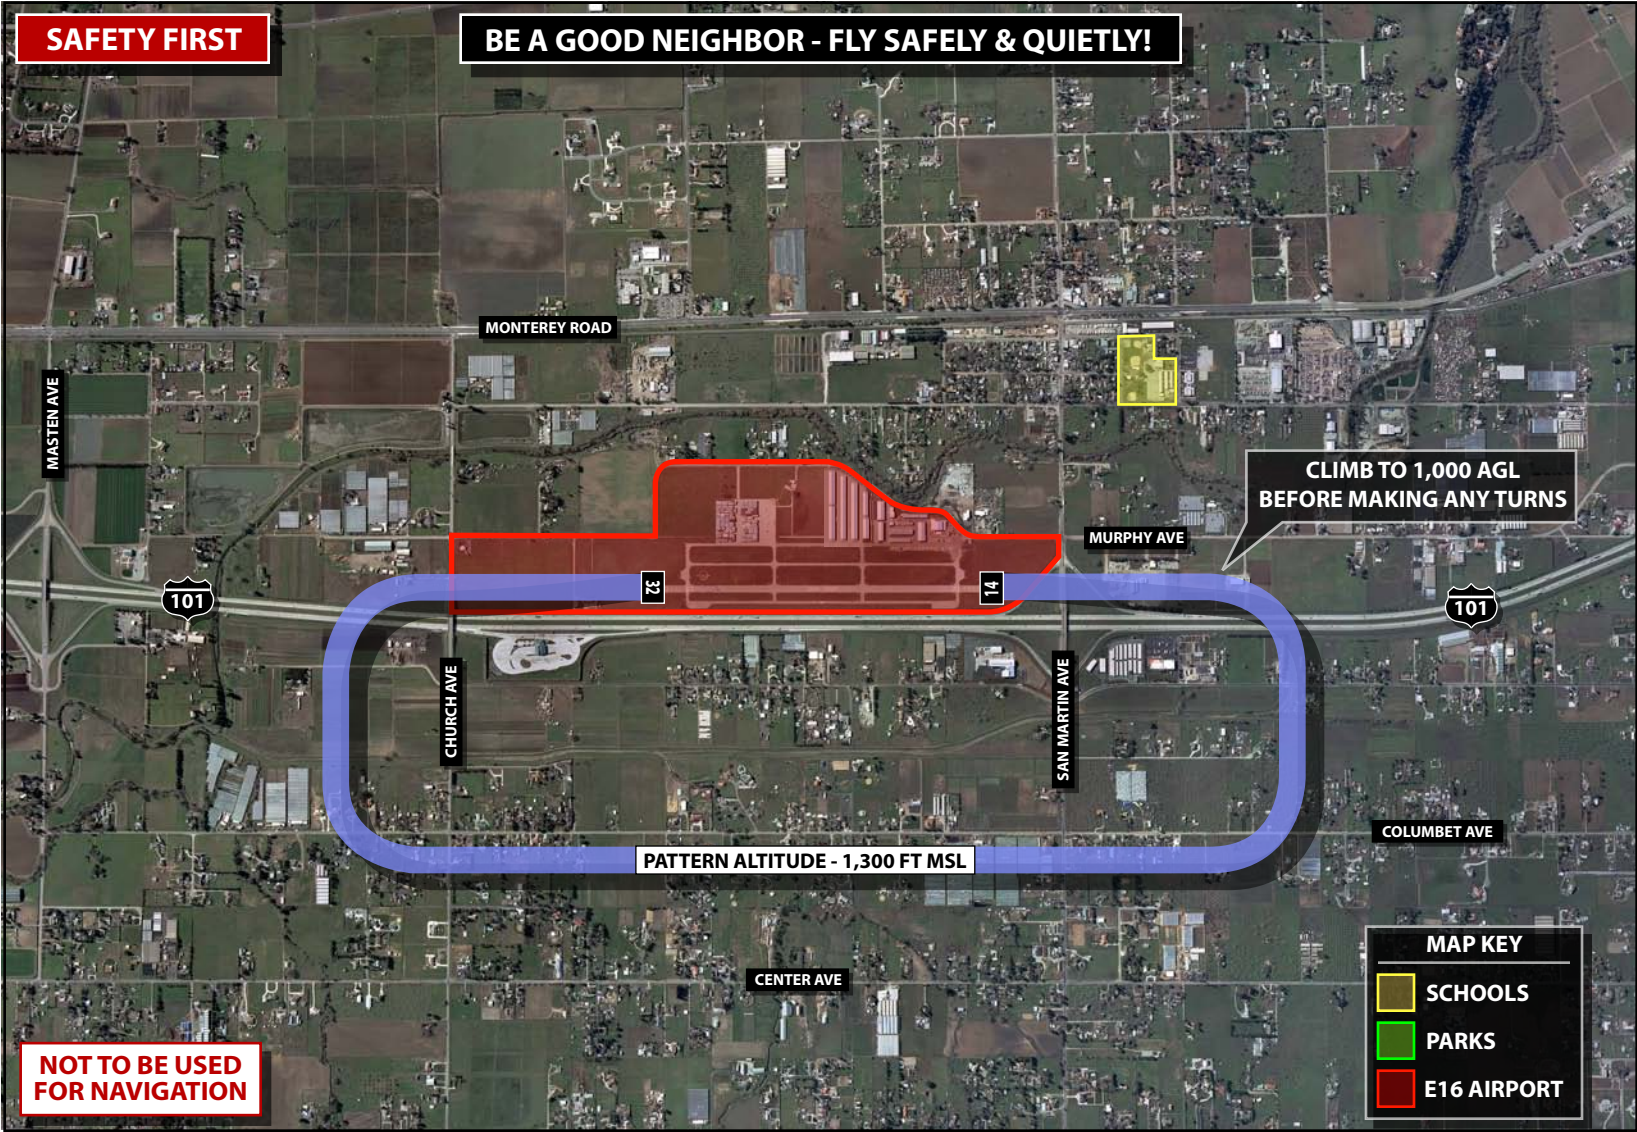 SAFETY FIRST
BE A GOOD NEIGHBOR - FLY SAFELY & QUIETLY!
MONTEREY ROAD
MASTEN AVE
CLIMB TO 1,000 AGL
BEFORE MAKING ANY TURNS
MURPHY AVE
32
14
101
101
CHURCH AVE
SAN MARTIN AVE
COLUMBET AVE
PATTERN ALTITUDE - 1,300 FT MSL
CENTER AVE
MAP KEY
SCHOOLS
PARKS
E16 AIRPORT
NOT TO BE USED
FOR NAVIGATION